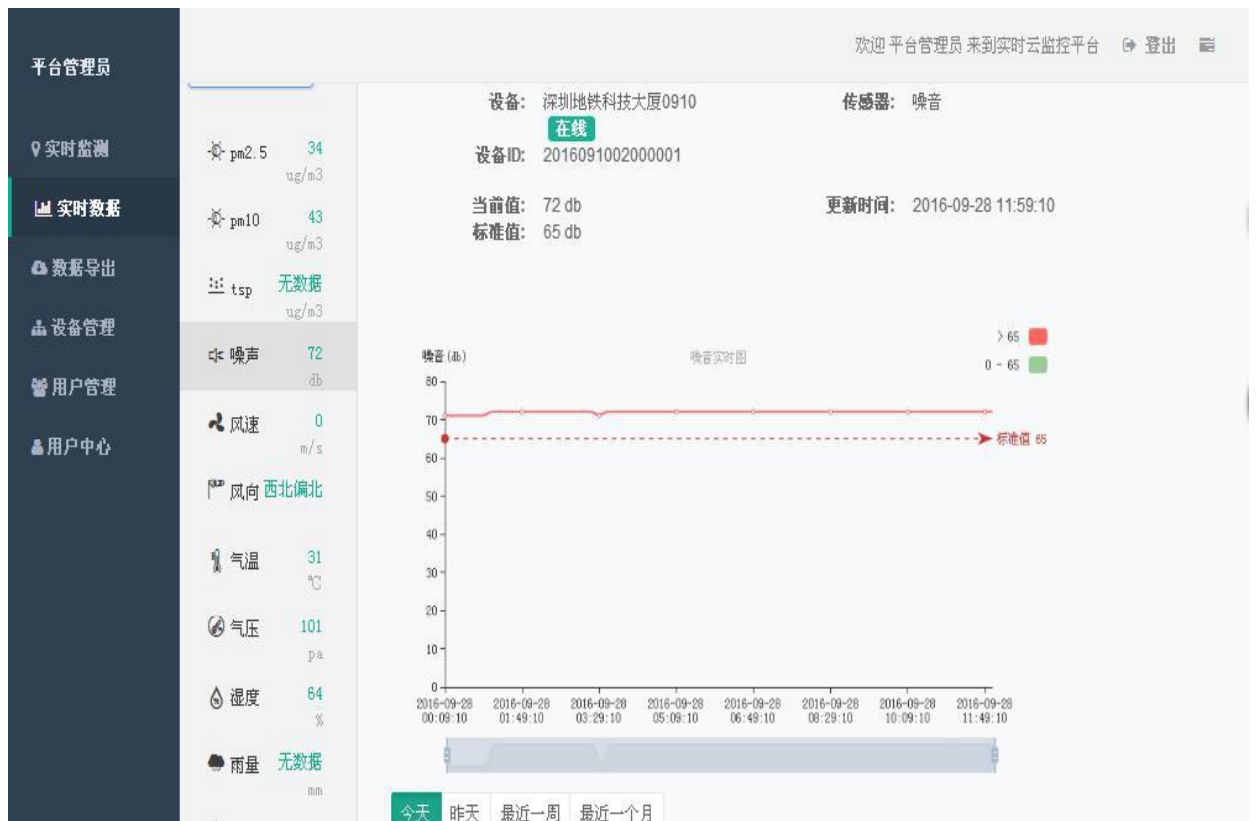 平台管理员
实时监测
实时数据
数据导出
设备管理
用户管理
用户中心
欢迎 平台管理员 来到实时云监控平台 登出
pm2.5 34
ug/m3
pm10 43
ug/m3
tsp 无数据
ug/m3
噪声 72
db
风速 0
m/s
风向 西北偏北
气温 31
℃
气压 101
pa
湿度 64
%
雨量 无数据
mm
设备: 深圳地铁科技大厦0910
在线
传感器: 噪音
设备ID: 2016091002000001
当前值: 72 db
更新时间: 2016-09-28 11:59:10
标准值: 65 db
噪音(db)
噪音实时图
> 65
0 - 65
80
70
60
50
40
30
20
10
0
标准值 65
2016-09-28 2016-09-28 2016-09-28 2016-09-28 2016-09-28 2016-09-28 2016-09-28 2016-09-28
00:09:10 01:49:10 03:29:10 05:09:10 06:49:10 08:29:10 10:09:10 11:49:10
今天 昨天 最近一周 最近一个月